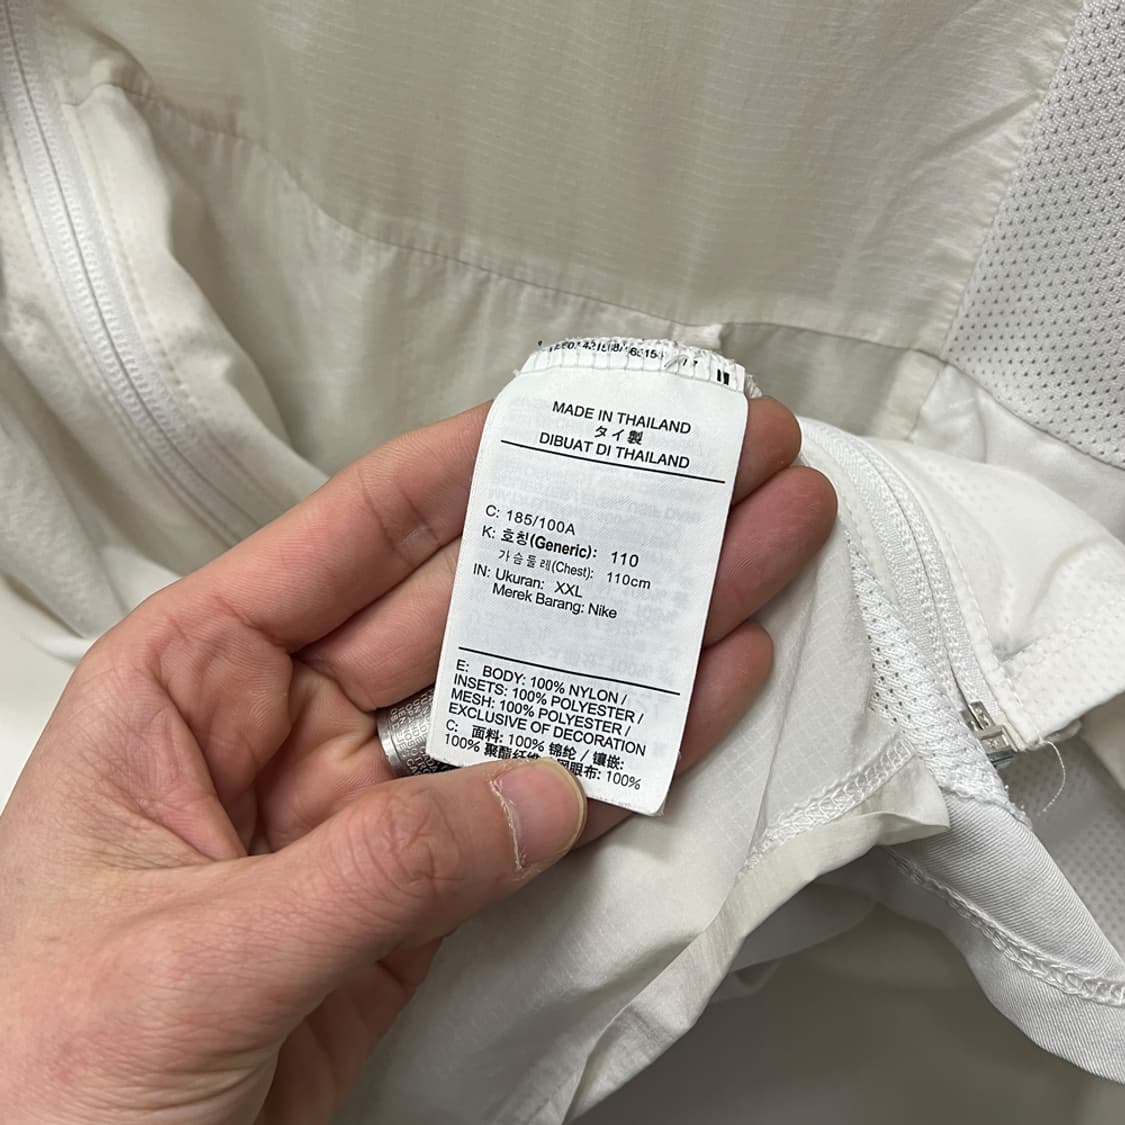 MADE IN THAILAND
タイ製
DIBUAT DI THAILAND
C: 185/100A
K: 호칭(Generic): 110
가슴둘레(Chest): 110cm
IN: Ukuran: XXL
Merek Barang: Nike
E: BODY: 100% NYLON /
INSETS: 100% POLYESTER /
MESH: 100% POLYESTER /
EXCLUSIVE OF DECORATION
C: 面料: 100% 锦纶 / 镶嵌:
100% 聚酯纤维 眼布: 100%